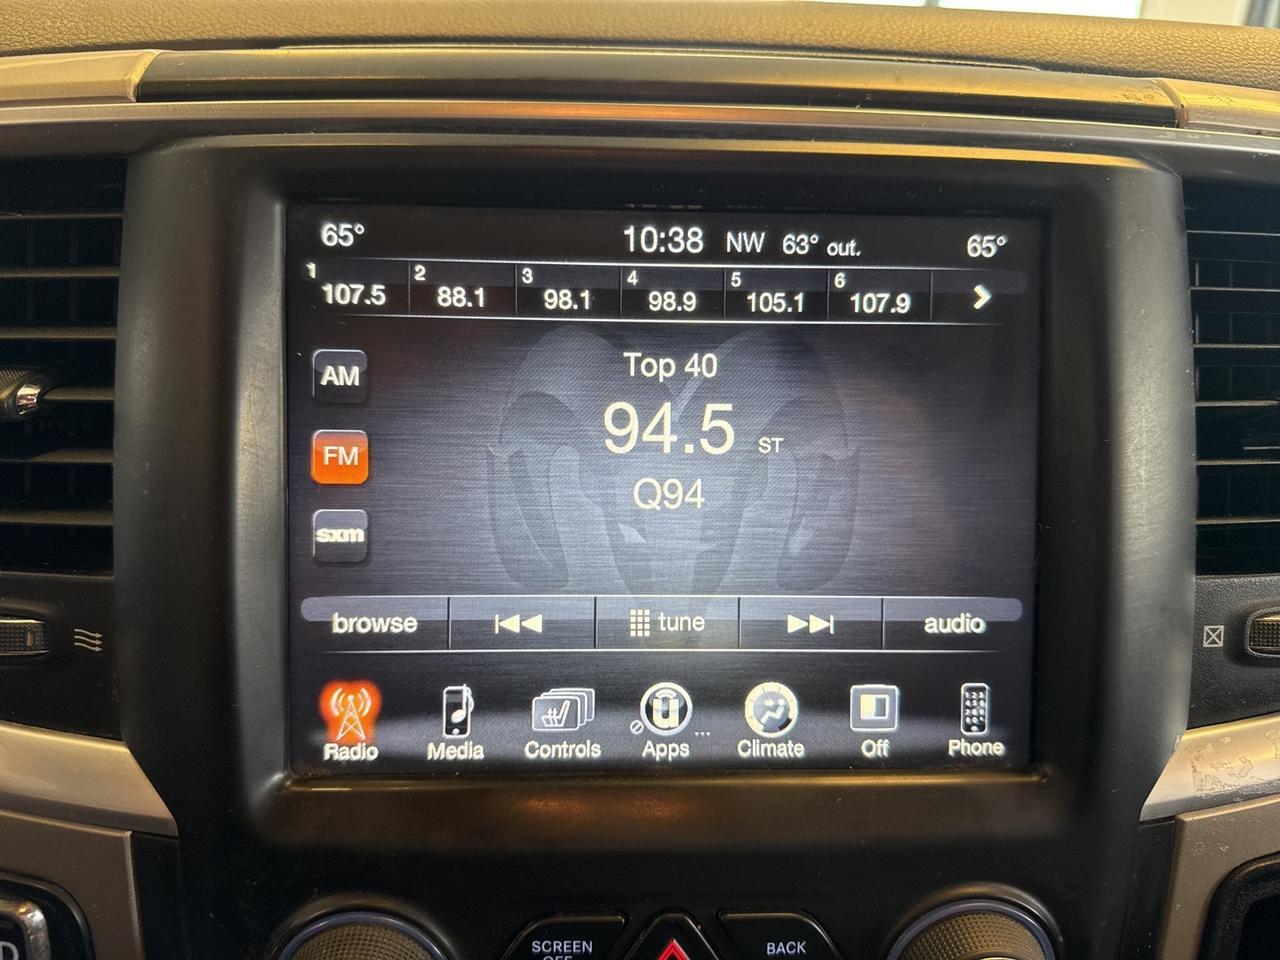 65° 10:38 NW 63° out. 65°
1 107.5 2 88.1 3 98.1 4 98.9 5 105.1 6 107.9
AM
Top 40
94.5 ST
FM
Q94
sxm
browse tune audio
Radio Media Controls Apps Climate Off Phone
SCREEN BACK
OFF